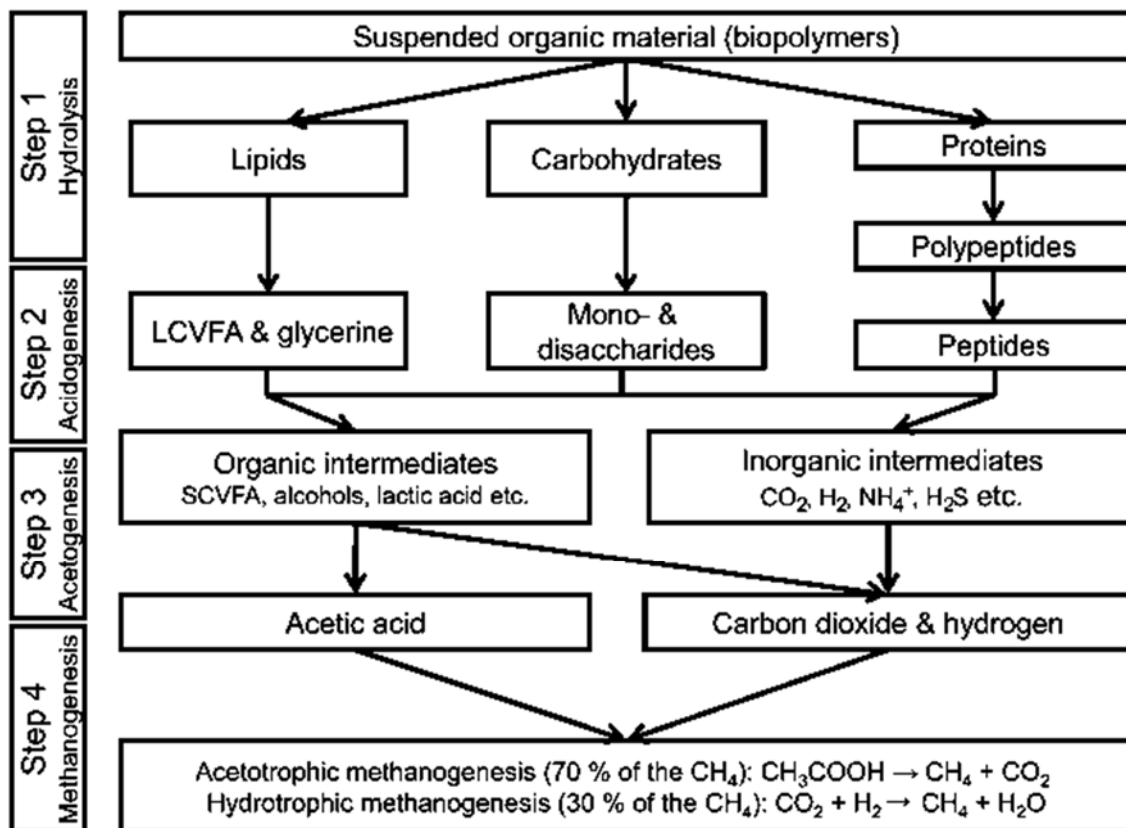 Step 1
Hydrolysis
Suspended organic material (biopolymers)
Lipids
Carbohydrates
Proteins
Polypeptides
Step 2
Acidogenesis
LCVFA & glycerine
Mono- &
disaccharides
Peptides
Step 3
Acetogenesis
Organic intermediates
SCVFA, alcohols, lactic acid etc.
Inorganic intermediates
CO₂, H₂, NH₄⁺, H₂S etc.
Acetic acid
Carbon dioxide & hydrogen
Step 4
Methanogenesis
Acetotrophic methanogenesis (70 % of the CH₄): CH₃COOH → CH₄ + CO₂
Hydrotrophic methanogenesis (30 % of the CH₄): CO₂ + H₂ → CH₄ + H₂O